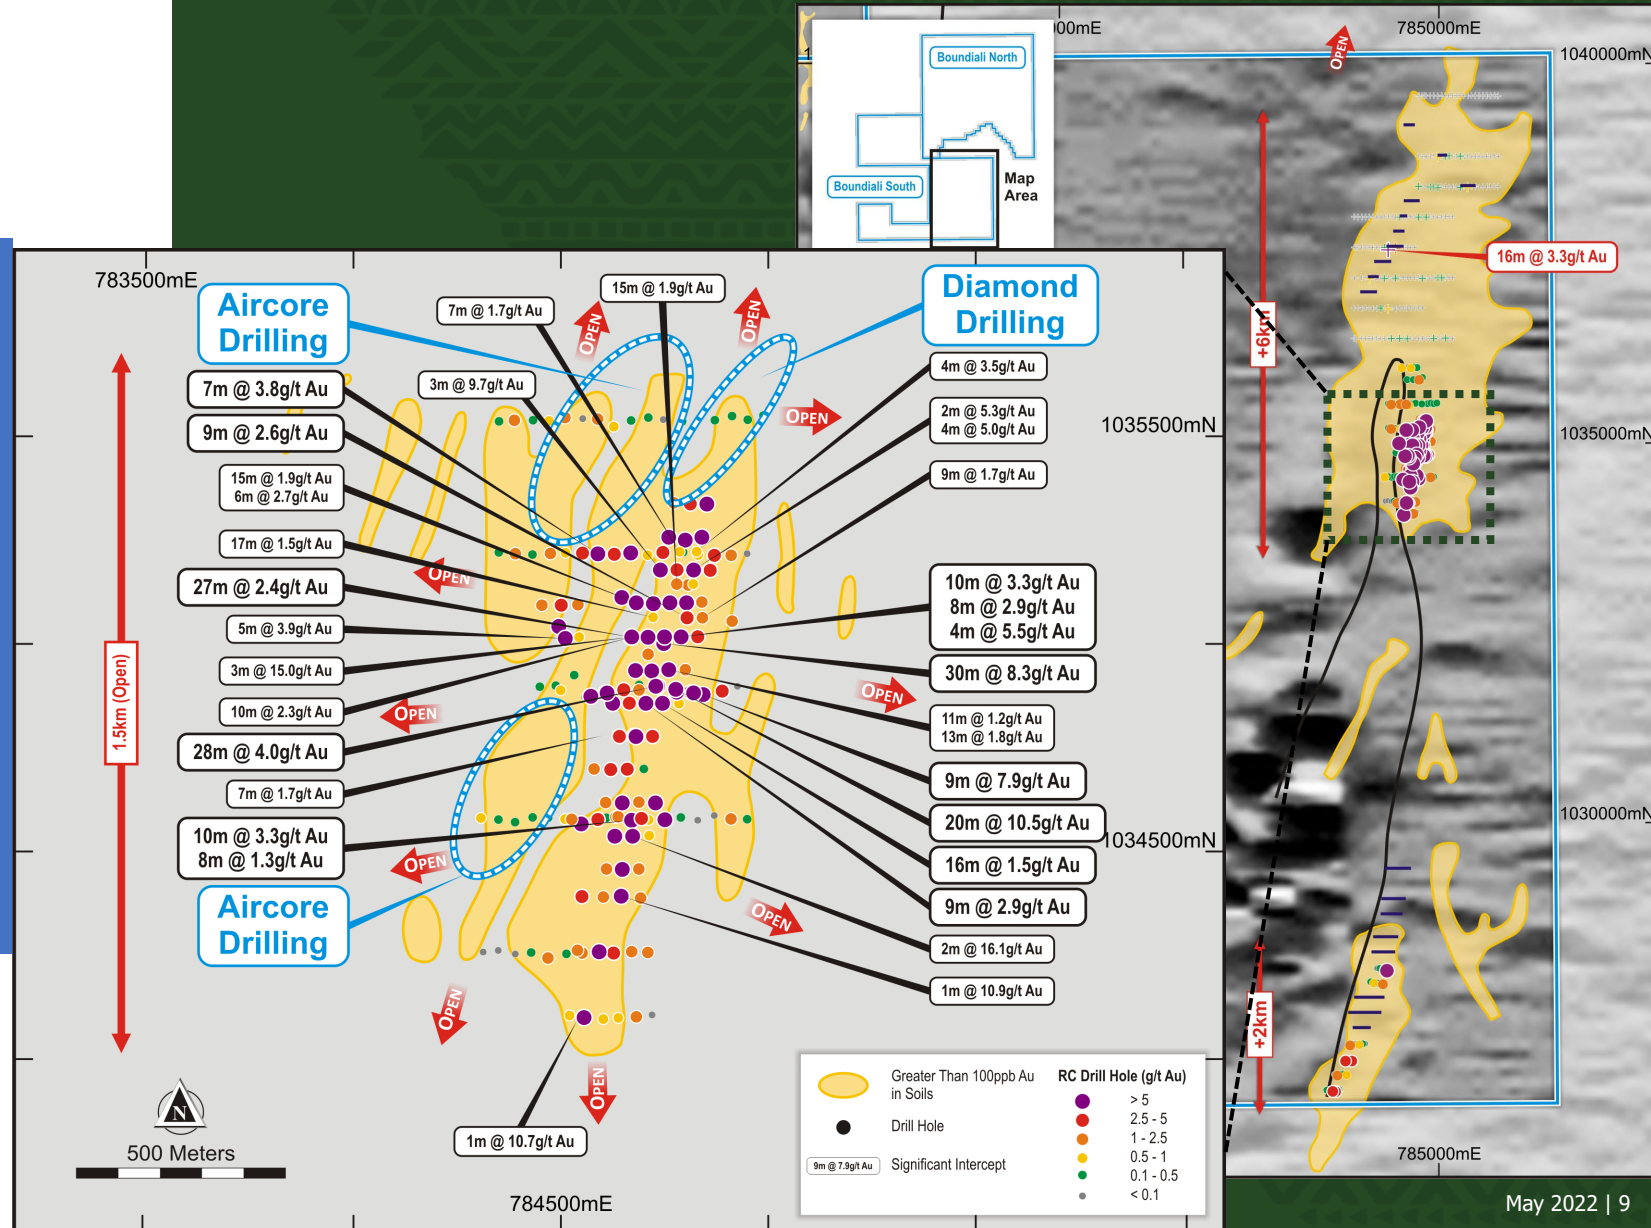 00mE
785000mE
1040000mN
OPEN
Boundiali North
Boundiali South
Map
Area
+6km
16m @ 3.3g/t Au
1035000mN
1030000mN
+2km
785000mE
783500mE
Aircore
Drilling
7m @ 1.7g/t Au
15m @ 1.9g/t Au
OPEN
OPEN
Diamond
Drilling
7m @ 3.8g/t Au
3m @ 9.7g/t Au
4m @ 3.5g/t Au
9m @ 2.6g/t Au
OPEN
2m @ 5.3g/t Au
4m @ 5.0g/t Au
1035500mN
15m @ 1.9g/t Au
6m @ 2.7g/t Au
9m @ 1.7g/t Au
17m @ 1.5g/t Au
OPEN
27m @ 2.4g/t Au
10m @ 3.3g/t Au
8m @ 2.9g/t Au
4m @ 5.5g/t Au
5m @ 3.9g/t Au
3m @ 15.0g/t Au
30m @ 8.3g/t Au
1.5km (Open)
10m @ 2.3g/t Au
OPEN
OPEN
11m @ 1.2g/t Au
13m @ 1.8g/t Au
28m @ 4.0g/t Au
7m @ 1.7g/t Au
9m @ 7.9g/t Au
10m @ 3.3g/t Au
8m @ 1.3g/t Au
20m @ 10.5g/t Au
1034500mN
OPEN
16m @ 1.5g/t Au
Aircore
Drilling
9m @ 2.9g/t Au
OPEN
2m @ 16.1g/t Au
1m @ 10.9g/t Au
OPEN
OPEN
1m @ 10.7g/t Au
N
500 Meters
784500mE
Greater Than 100ppb Au
in Soils
Drill Hole
9m @ 7.9g/t Au
Significant Intercept
RC Drill Hole (g/t Au)
> 5
2.5 - 5
1 - 2.5
0.5 - 1
0.1 - 0.5
< 0.1
May 2022 | 9